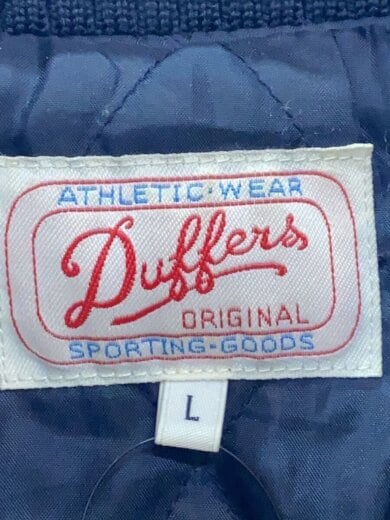 ATHLETIC·WEAR
Duffers
ORIGINAL
SPORTING-GOODS
L